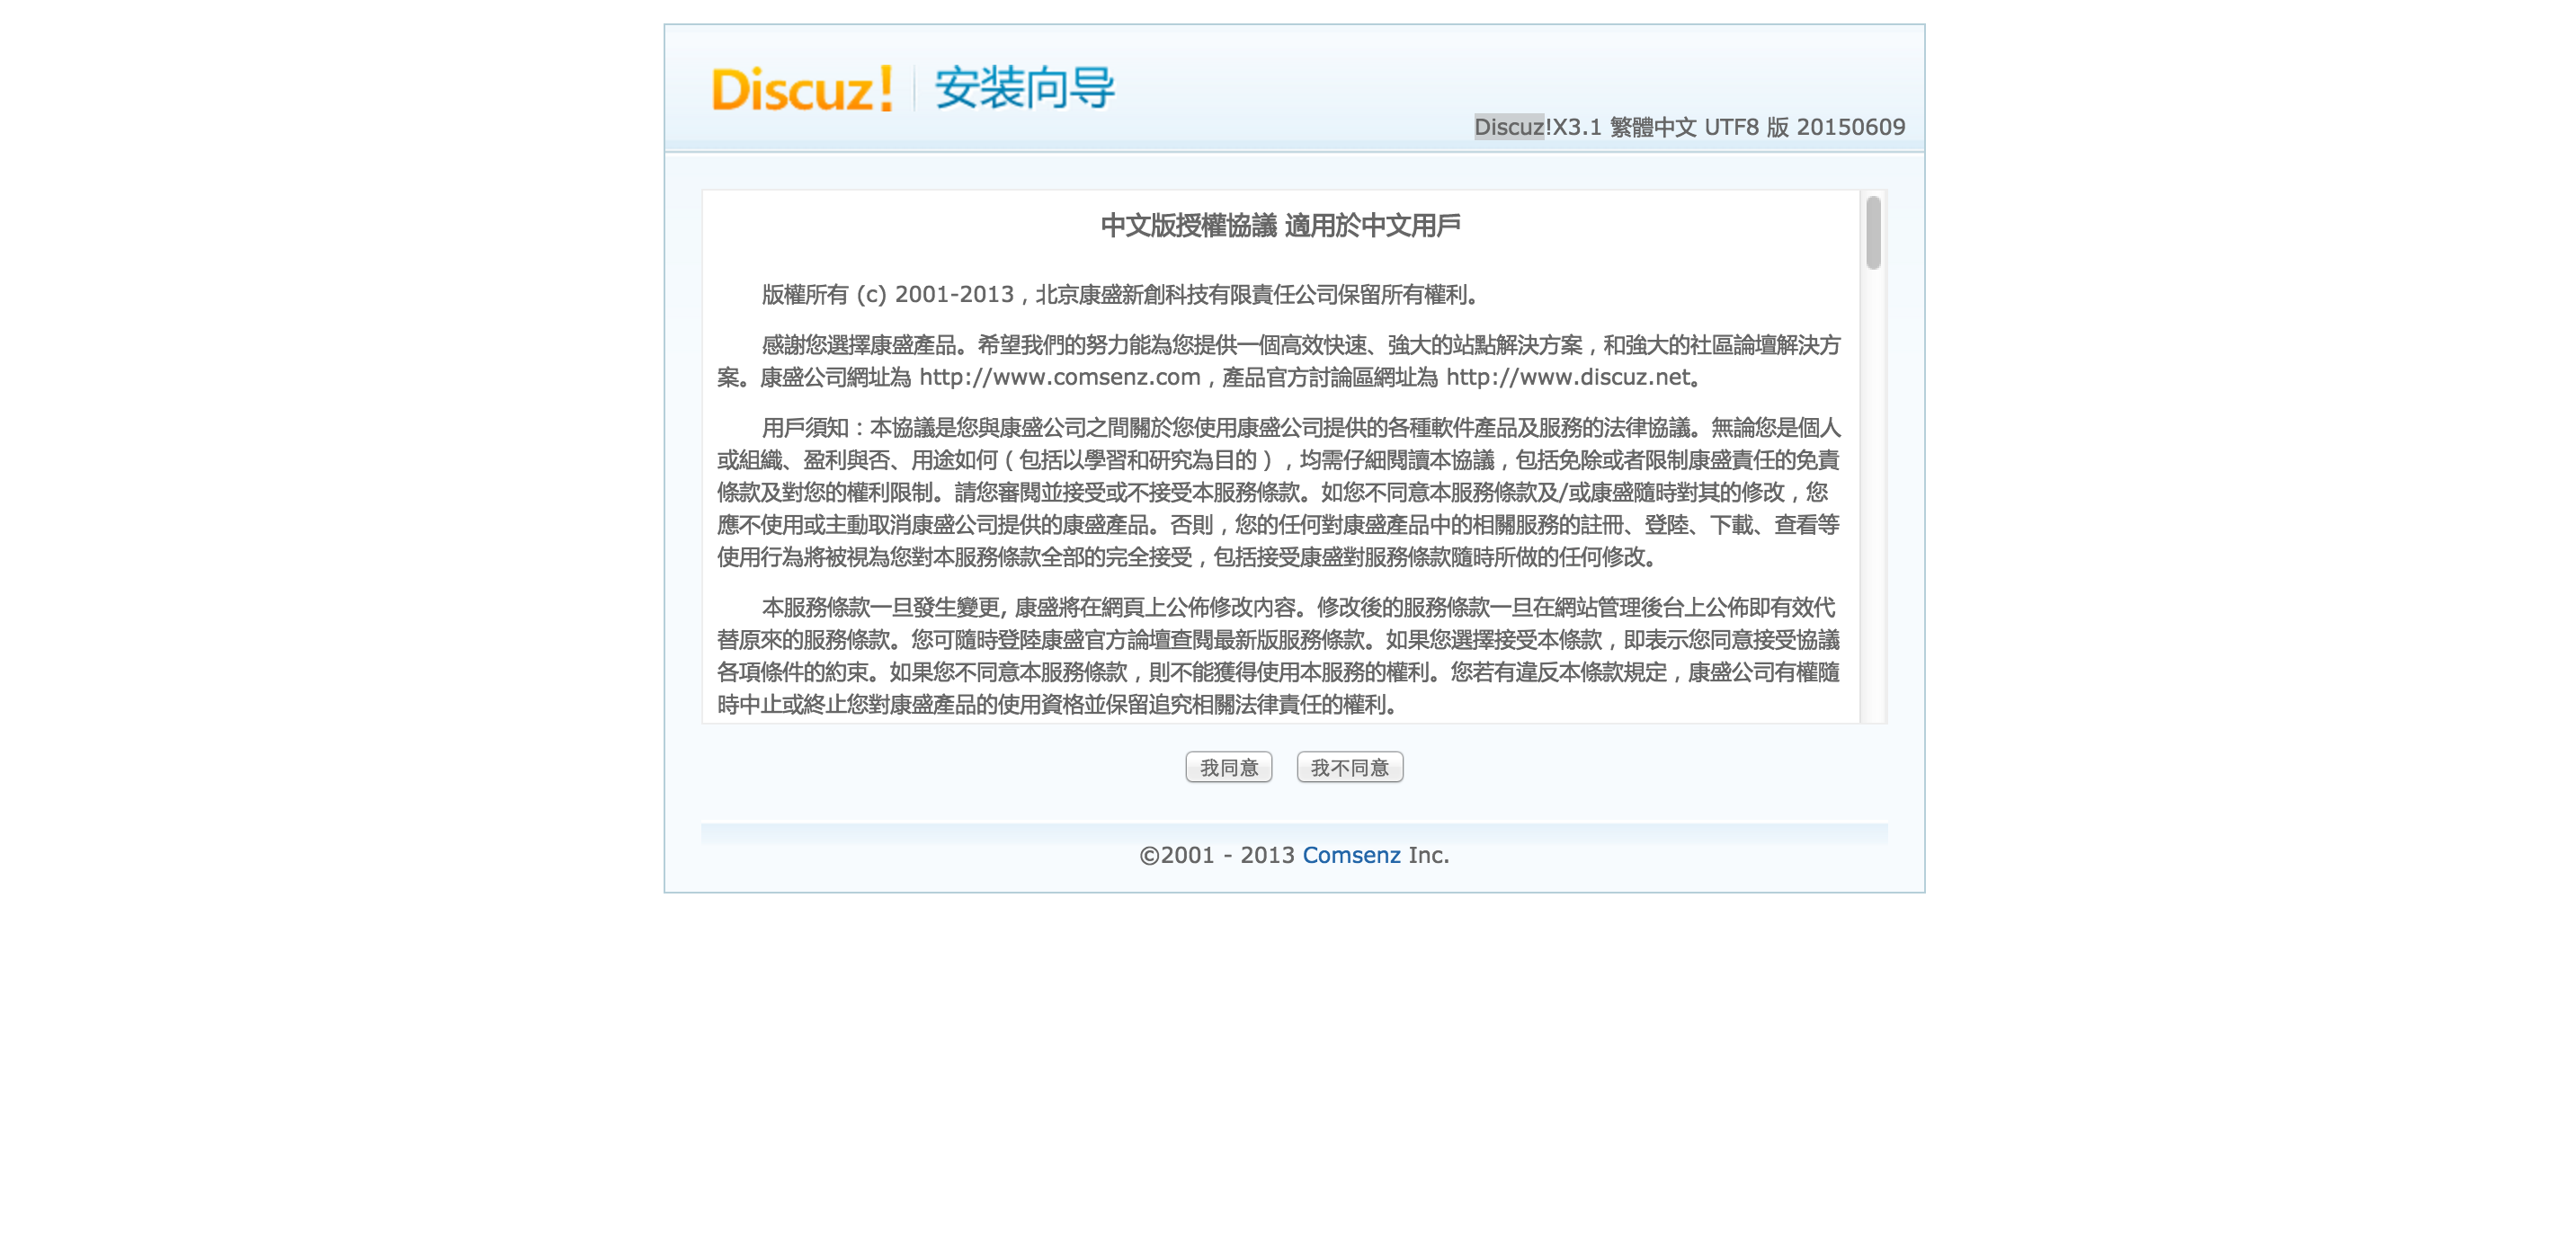 Discuz! 安装向导
Discuz!X3.1 繁體中文 UTF8 版 20150609
中文版授權協議 適用於中文用戶
版權所有 (c) 2001-2013，北京康盛新創科技有限責任公司保留所有權利。
感謝您選擇康盛產品。希望我們的努力能為您提供一個高效快速、強大的站點解決方案，和強大的社區論壇解決方
案。康盛公司網址為 http://www.comsenz.com，產品官方討論區網址為 http://www.discuz.net。
用戶須知：本協議是您與康盛公司之間關於您使用康盛公司提供的各種軟件產品及服務的法律協議。無論您是個人
或組織、盈利與否、用途如何（包括以學習和研究為目的），均需仔細閱讀本協議，包括免除或者限制康盛責任的免責
條款及對您的權利限制。請您審閱並接受或不接受本服務條款。如您不同意本服務條款及/或康盛隨時對其的修改，您
應不使用或主動取消康盛公司提供的康盛產品。否則，您的任何對康盛產品中的相關服務的註冊、登陸、下載、查看等
使用行為將被視為您對本服務條款全部的完全接受，包括接受康盛對服務條款隨時所做的任何修改。
本服務條款一旦發生變更, 康盛將在網頁上公佈修改內容。修改後的服務條款一旦在網站管理後台上公佈即有效代
替原來的服務條款。您可隨時登陸康盛官方論壇查閱最新版服務條款。如果您選擇接受本條款，即表示您同意接受協議
各項條件的約束。如果您不同意本服務條款，則不能獲得使用本服務的權利。您若有違反本條款規定，康盛公司有權隨
時中止或終止您對康盛產品的使用資格並保留追究相關法律責任的權利。
我同意 我不同意
©2001 - 2013 Comsenz Inc.